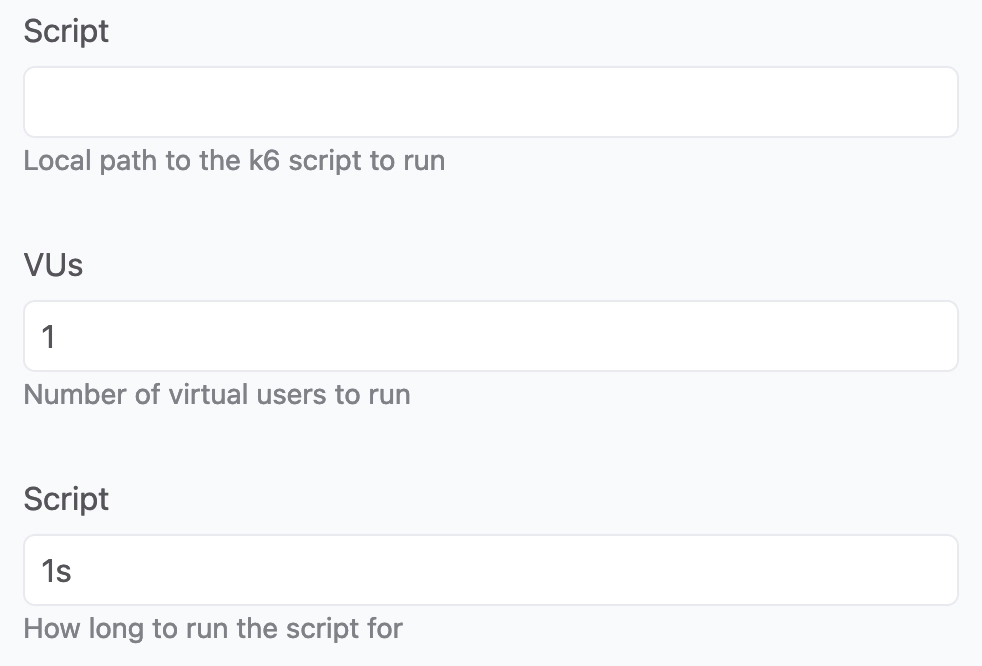 Script
Local path to the k6 script to run
VUs
1
Number of virtual users to run
Script
1s
How long to run the script for